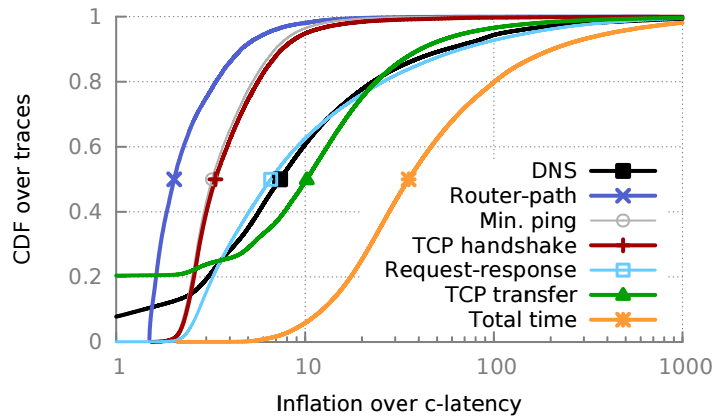 1
0.8
0.6
0.4
0.2
0
CDF over traces
DNS
Router-path
Min. ping
TCP handshake
Request-response
TCP transfer
Total time
1 10 100 1000
Inflation over c-latency